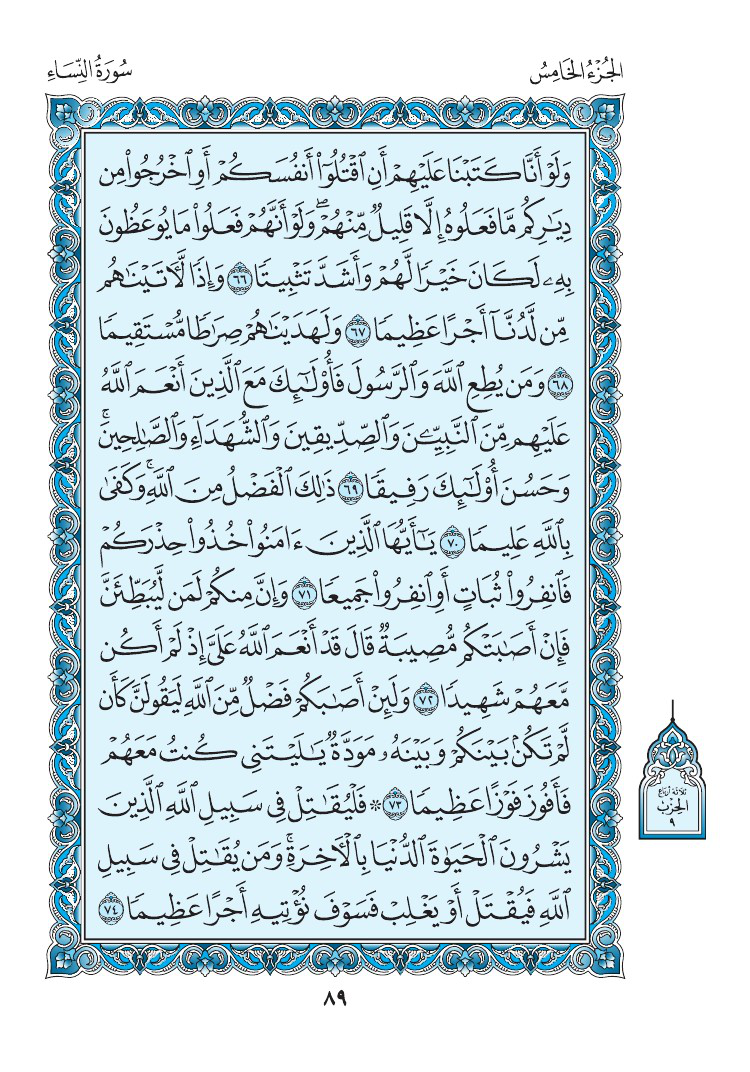 الجُزْءُ الخَامِسُ
سُورَةُ النِّسَاءِ
وَلَوۡ أَنَّا كَتَبۡنَا عَلَيۡهِمۡ أَنِ ٱقۡتُلُوٓاْ أَنفُسَكُمۡ أَوِ ٱخۡرُجُواْ مِن
دِيَٰرِكُم مَّا فَعَلُوهُ إِلَّا قَلِيلٞ مِّنۡهُمۡۖ وَلَوۡ أَنَّهُمۡ فَعَلُواْ مَا يُوعَظُونَ
بِهِۦ لَكَانَ خَيۡرٗا لَّهُمۡ وَأَشَدَّ تَثۡبِيتٗا ٦٦ وَإِذٗا لَّأٓتَيۡنَٰهُم
مِّن لَّدُنَّآ أَجۡرًا عَظِيمٗا ٦٧ وَلَهَدَيۡنَٰهُمۡ صِرَٰطٗا مُّسۡتَقِيمٗا
٦٨ وَمَن يُطِعِ ٱللَّهَ وَٱلرَّسُولَ فَأُوْلَٰٓئِكَ مَعَ ٱلَّذِينَ أَنۡعَمَ ٱللَّهُ
عَلَيۡهِم مِّنَ ٱلنَّبِيِّـۧنَ وَٱلصِّدِّيقِينَ وَٱلشُّهَدَآءِ وَٱلصَّٰلِحِينَۚ
وَحَسُنَ أُوْلَٰٓئِكَ رَفِيقٗا ٦٩ ذَٰلِكَ ٱلۡفَضۡلُ مِنَ ٱللَّهِۚ وَكَفَىٰ
بِٱللَّهِ عَلِيمٗا ٧٠ يَٰٓأَيُّهَا ٱلَّذِينَ ءَامَنُواْ خُذُواْ حِذۡرَكُمۡ
فَٱنفِرُواْ ثُبَاتٍ أَوِ ٱنفِرُواْ جَمِيعٗا ٧١ وَإِنَّ مِنكُمۡ لَمَن لَّيُبَطِّئَنَّ
فَإِنۡ أَصَٰبَتۡكُم مُّصِيبَةٞ قَالَ قَدۡ أَنۡعَمَ ٱللَّهُ عَلَيَّ إِذۡ لَمۡ أَكُن
مَّعَهُمۡ شَهِيدٗا ٧٢ وَلَئِنۡ أَصَٰبَكُمۡ فَضۡلٞ مِّنَ ٱللَّهِ لَيَقُولَنَّ كَأَن
لَّمۡ تَكُنۢ بَيۡنَكُمۡ وَبَيۡنَهُۥ مَوَدَّةٞ يَٰلَيۡتَنِي كُنتُ مَعَهُمۡ
فَأَفُوزَ فَوۡزًا عَظِيمٗا ٧٣ ۞ فَلۡيُقَٰتِلۡ فِي سَبِيلِ ٱللَّهِ ٱلَّذِينَ
يَشۡرُونَ ٱلۡحَيَوٰةَ ٱلدُّنۡيَا بِٱلۡأٓخِرَةِۚ وَمَن يُقَٰتِلۡ فِي سَبِيلِ
ٱللَّهِ فَيُقۡتَلۡ أَوۡ يَغۡلِبۡ فَسَوۡفَ نُؤۡتِيهِ أَجۡرًا عَظِيمٗا ٧٤
ثَلَاثَةُ أَرْبَاعِ
الحِزْبِ
٩
٨٩